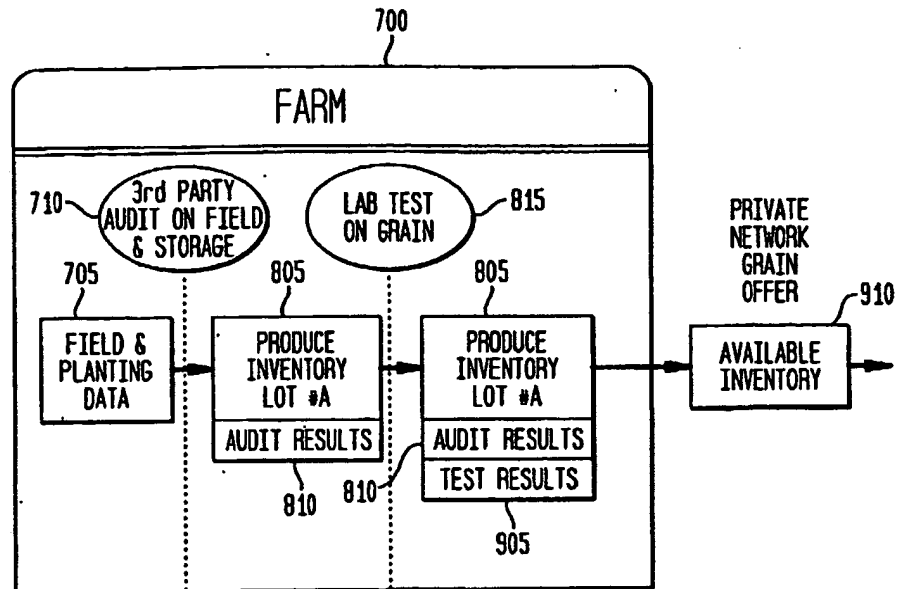 700
FARM
710
3rd PARTY
AUDIT ON FIELD
& STORAGE
LAB TEST
ON GRAIN
815
PRIVATE
NETWORK
GRAIN
OFFER
705
805
805
910
FIELD &
PLANTING
DATA
PRODUCE
INVENTORY
LOT #A
AUDIT RESULTS
810
PRODUCE
INVENTORY
LOT #A
AUDIT RESULTS
TEST RESULTS
810
905
AVAILABLE
INVENTORY